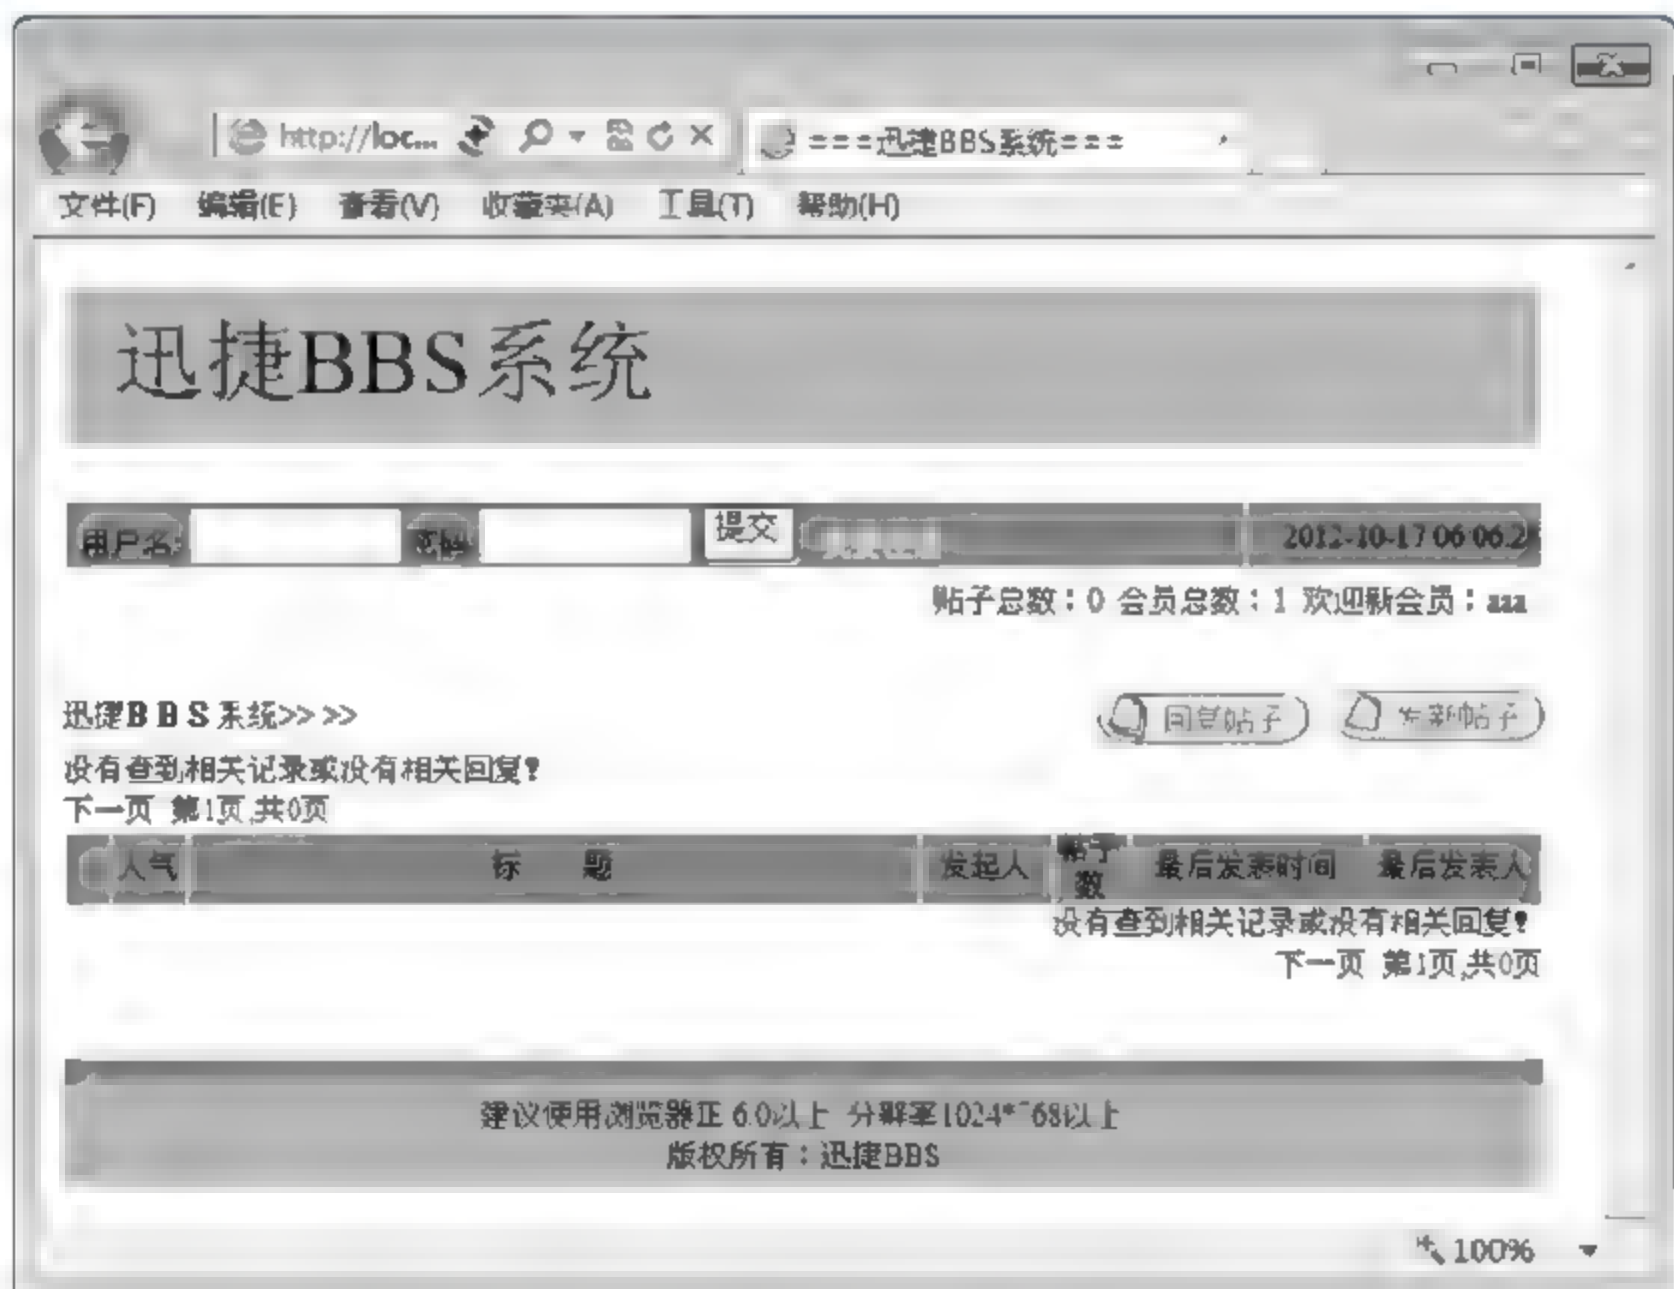 http://loc... ===迅捷BBS系统===
文件(F) 编辑(E) 查看(V) 收藏夹(A) 工具(T) 帮助(H)
迅捷BBS系统
用户名 密码 提交 2012-10-17 06:06:2
贴子总数：0 会员总数：1 欢迎新会员：aaa
迅捷BBS系统>> >> 回复帖子 发新帖子
没有查到相关记录或没有相关回复!
下一页 第1页,共0页
人气 标 题 发起人 帖子数 最后发表时间 最后发表人
没有查到相关记录或没有相关回复!
下一页 第1页,共0页
建议使用浏览器IE 6.0以上 分辨率1024*768以上
版权所有：迅捷BBS
100%